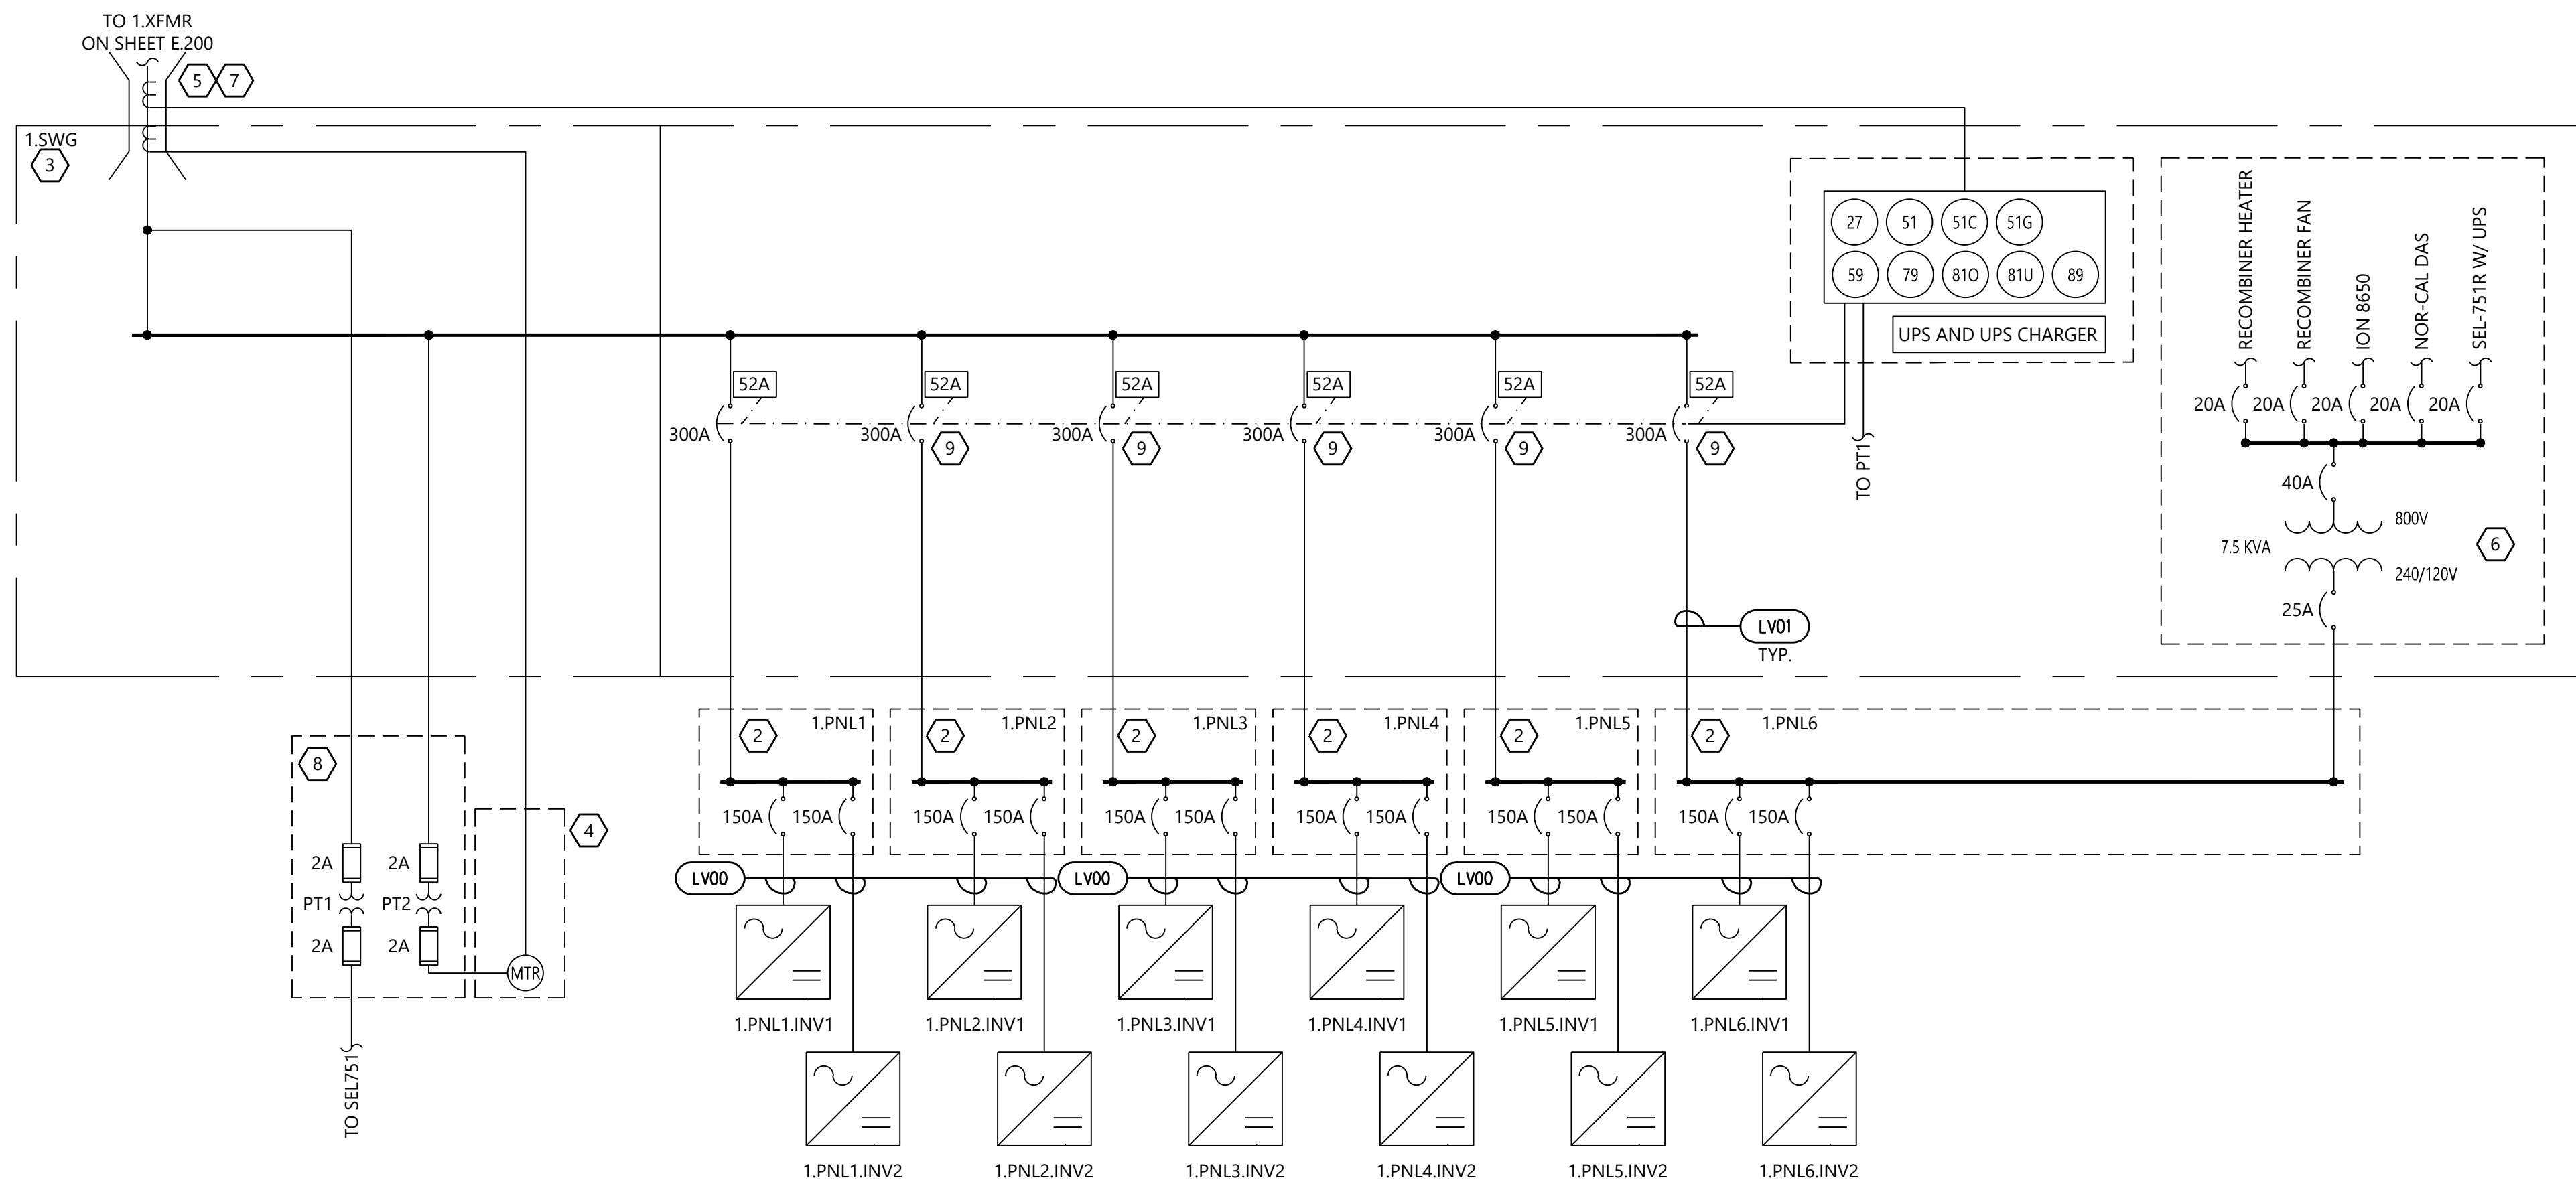 TO 1.XFMR
ON SHEET E.200
5 7
1.SWG
3
27 51 51C 51G
59 79 81O 81U 89
UPS AND UPS CHARGER
RECOMBINER HEATER
RECOMBINER FAN
ION 8650
NOR-CAL DAS
SEL-751R W/ UPS
52A 52A 52A 52A 52A 52A
20A 20A 20A 20A 20A
300A 300A 300A 300A 300A 300A
9 9 9 9 9
TO PT1
40A
800V
7.5 KVA
6
240/120V
25A
LV01
TYP.
2 1.PNL1 2 1.PNL2 2 1.PNL3 2 1.PNL4 2 1.PNL5 2 1.PNL6
8
150A 150A 150A 150A 150A 150A 150A 150A 150A 150A 150A 150A
4
2A 2A
LV00 LV00 LV00
PT1 PT2
2A 2A
MTR
1.PNL1.INV1 1.PNL2.INV1 1.PNL3.INV1 1.PNL4.INV1 1.PNL5.INV1 1.PNL6.INV1
TO SEL751
1.PNL1.INV2 1.PNL2.INV2 1.PNL3.INV2 1.PNL4.INV2 1.PNL5.INV2 1.PNL6.INV2